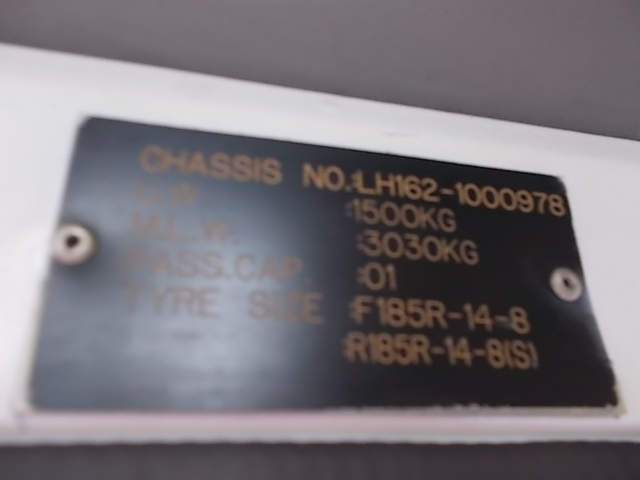 CHASSIS NO.:LH162-1000978
U.W :1500KG
M.L.W. :3030KG
PASS.CAP :01
TYRE SIZE :F185R-14-8
:R185R-14-8(S)